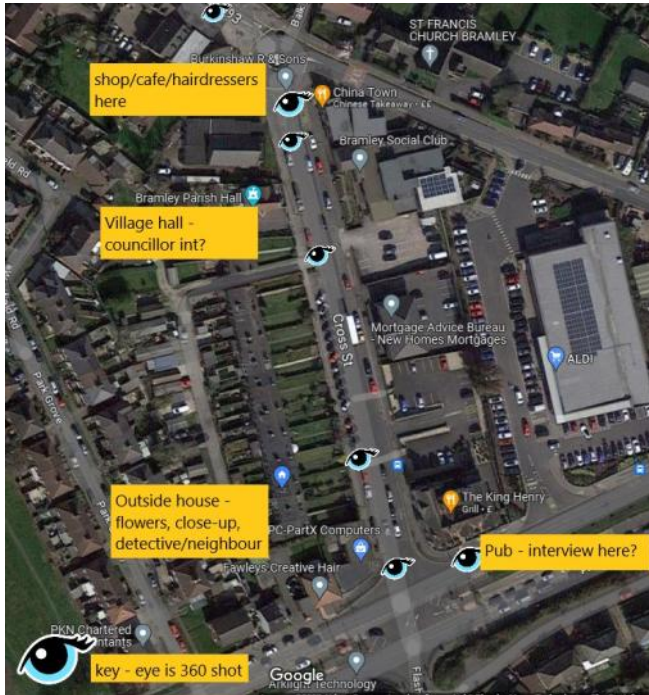 ST FRANCIS
CHURCH BRAMLEY
Burkinshaw R & Sons
shop/cafe/hairdressers
here
China Town
Chinese Takeaway • ££
Bramley Social Club
Bramley Parish Hall
Village hall -
councillor int?
Mortgage Advice Bureau
- New Homes Mortgages
Cross St
ALDI
Park Grove
Outside house -
flowers, close-up,
detective/neighbour
The King Henry
Grill • £
PC-PartX Computers
Pub - interview here?
Fawleys Creative Hair
PKN Chartered
key - eye is 360 shot
Google
Arklight Technology